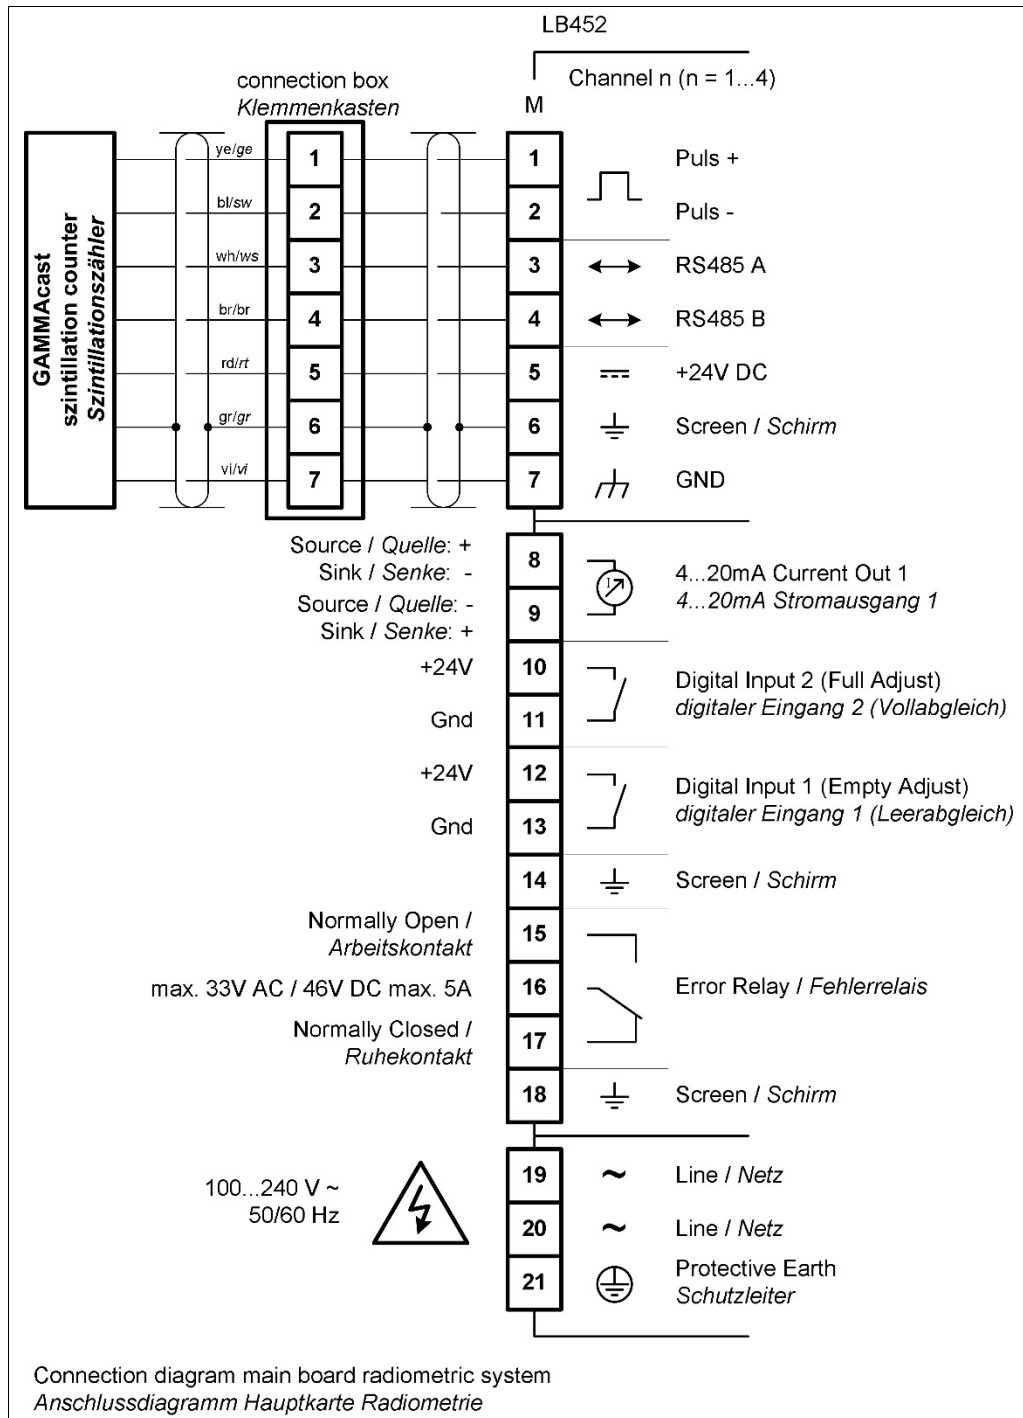 LB452
Channel n (n = 1...4)
connection box
Klemmenkasten
M
GAMMAcast
szintillation counter
Szintillationszähler
ye/ge 1 1 Puls +
bl/sw 2 2 Puls -
wh/ws 3 3 RS485 A
br/br 4 4 RS485 B
rd/rt 5 5 +24V DC
gr/gr 6 6 Screen / Schirm
vi/vi 7 7 GND
Source / Quelle: +
Sink / Senke: -
8
Source / Quelle: -
Sink / Senke: +
9
I
4...20mA Current Out 1
4...20mA Stromausgang 1
+24V 10
Gnd 11
Digital Input 2 (Full Adjust)
digitaler Eingang 2 (Vollabgleich)
+24V 12
Gnd 13
Digital Input 1 (Empty Adjust)
digitaler Eingang 1 (Leerabgleich)
14 Screen / Schirm
Normally Open /
Arbeitskontakt
15
max. 33V AC / 46V DC max. 5A 16 Error Relay / Fehlerrelais
Normally Closed /
Ruhekontakt
17
18 Screen / Schirm
100...240 V ~
50/60 Hz
19 ~ Line / Netz
20 ~ Line / Netz
21
Protective Earth
Schutzleiter
Connection diagram main board radiometric system
Anschlussdiagramm Hauptkarte Radiometrie